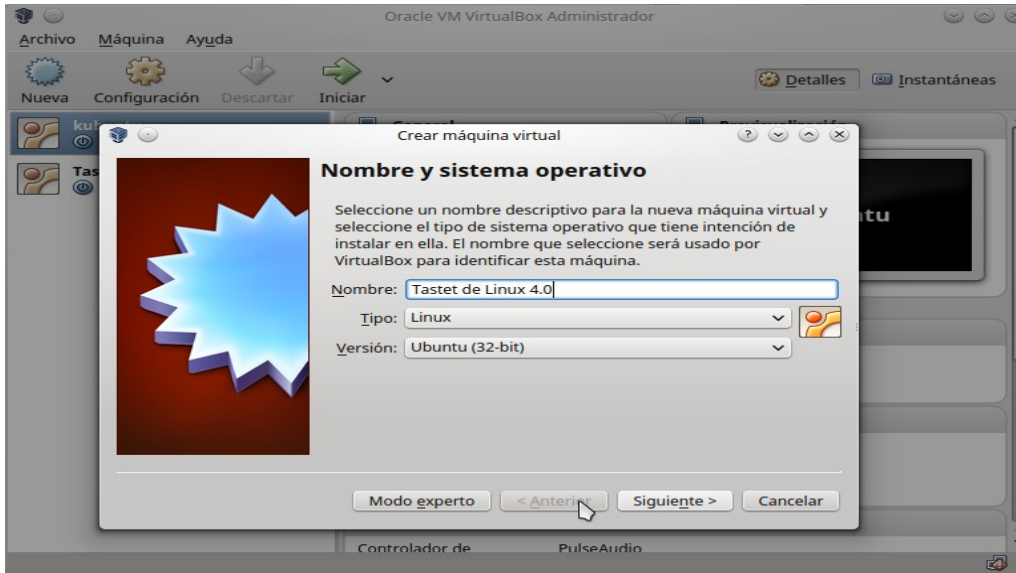 Oracle VM VirtualBox Administrador
Archivo Máquina Ayuda
Nueva Configuración Descartar Iniciar
Detalles Instantáneas
Tas
Crear máquina virtual
Nombre y sistema operativo
Seleccione un nombre descriptivo para la nueva máquina virtual y
seleccione el tipo de sistema operativo que tiene intención de
instalar en ella. El nombre que seleccione será usado por
VirtualBox para identificar esta máquina.
Nombre: Tastet de Linux 4.0
Tipo: Linux
Versión: Ubuntu (32-bit)
tu
Modo experto < Anterior Siguiente > Cancelar
Controlador de PulseAudio